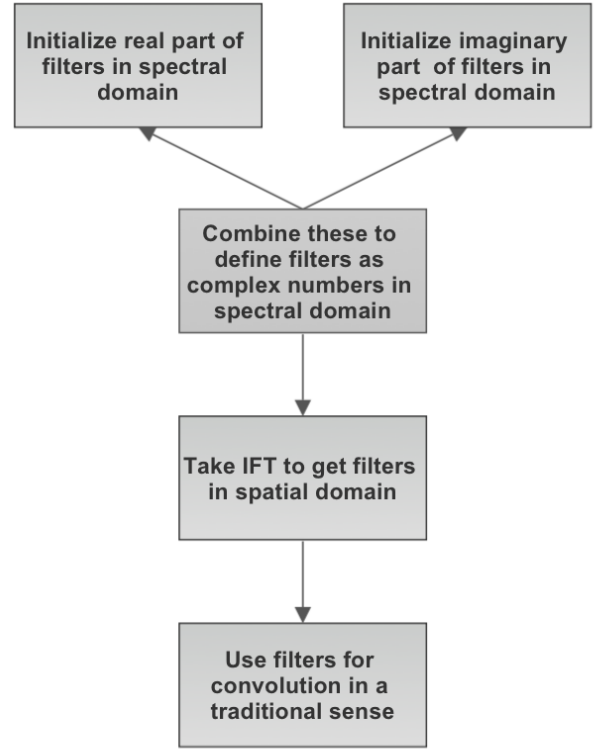 Initialize real part of
filters in spectral
domain
Initialize imaginary
part of filters in
spectral domain
Combine these to
define filters as
complex numbers in
spectral domain
Take IFT to get filters
in spatial domain
Use filters for
convolution in a
traditional sense